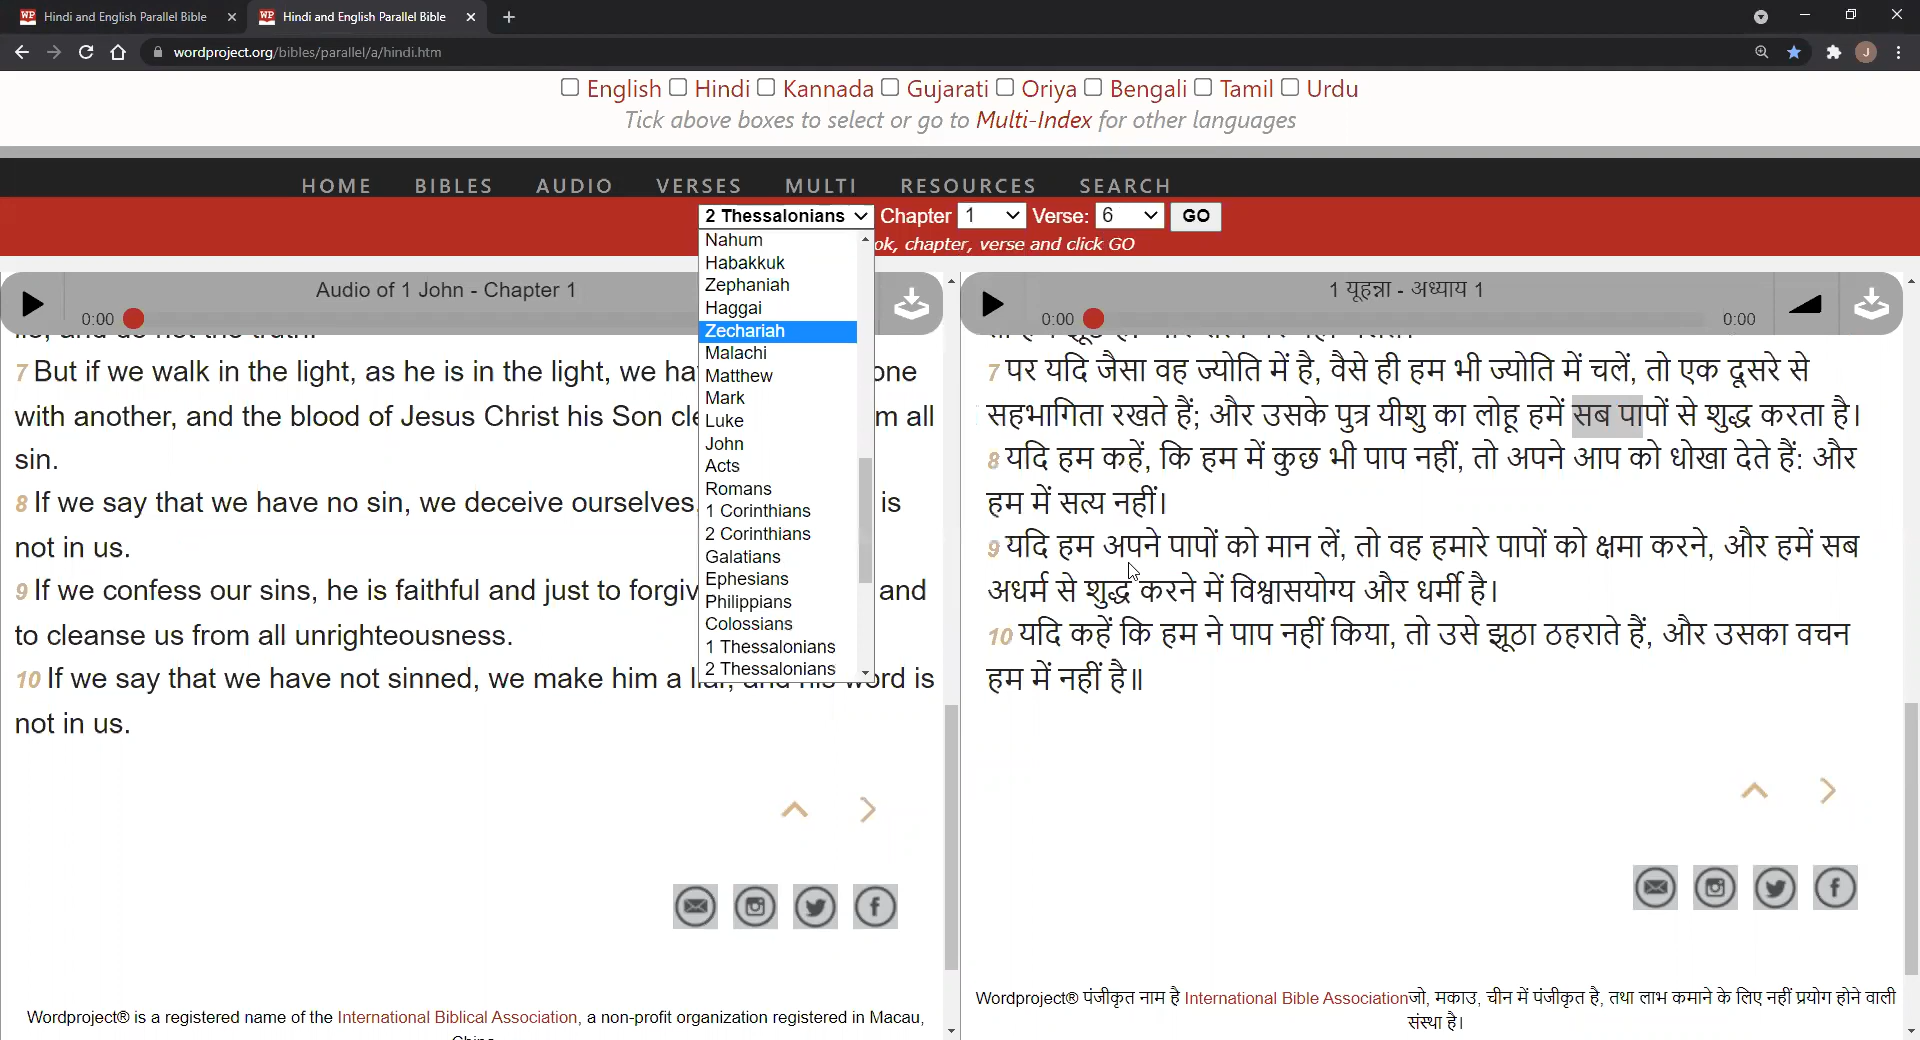 Hindi and English Parallel Bible
Hindi and English Parallel Bible
wordproject.org/bibles/parallel/a/hindi.htm
J
English Hindi Kannada Gujarati Oriya Bengali Tamil Urdu
Tick above boxes to select or go to Multi-Index for other languages
HOME BIBLES AUDIO VERSES MULTI RESOURCES SEARCH
2 Thessalonians Chapter 1 Verse: 6 GO
ok, chapter, verse and click GO
Nahum
Habakkuk
Zephaniah
Haggai
Zechariah
Malachi
Matthew
Mark
Luke
John
Acts
Romans
1 Corinthians
2 Corinthians
Galatians
Ephesians
Philippians
Colossians
1 Thessalonians
2 Thessalonians
Audio of 1 John - Chapter 1
0:00
7 But if we walk in the light, as he is in the light, we ha one
with another, and the blood of Jesus Christ his Son cle m all
sin.
8 If we say that we have no sin, we deceive ourselves. is
not in us.
9 If we confess our sins, he is faithful and just to forgiv and
to cleanse us from all unrighteousness.
10 If we say that we have not sinned, we make him a liar, and his word is
not in us.
Wordproject® is a registered name of the International Biblical Association, a non-profit organization registered in Macau,
China
1 यूहन्ना - अध्याय 1
0:00 0:00
7 पर यदि जैसा वह ज्योति में है, वैसे ही हम भी ज्योति में चलें, तो एक दूसरे से
सहभागिता रखते हैं; और उसके पुत्र यीशु का लोहू हमें सब पापों से शुद्ध करता है।
8 यदि हम कहें, कि हम में कुछ भी पाप नहीं, तो अपने आप को धोखा देते हैं: और
हम में सत्य नहीं।
9 यदि हम अपने पापों को मान लें, तो वह हमारे पापों को क्षमा करने, और हमें सब
अधर्म से शुद्ध करने में विश्वासयोग्य और धर्मी है।
10 यदि कहें कि हम ने पाप नहीं किया, तो उसे झूठा ठहराते हैं, और उसका वचन
हम में नहीं है॥
Wordproject® पंजीकृत नाम है International Bible Associationजो, मकाउ, चीन में पंजीकृत है, तथा लाभ कमाने के लिए नहीं प्रयोग होने वाली
संस्था है।